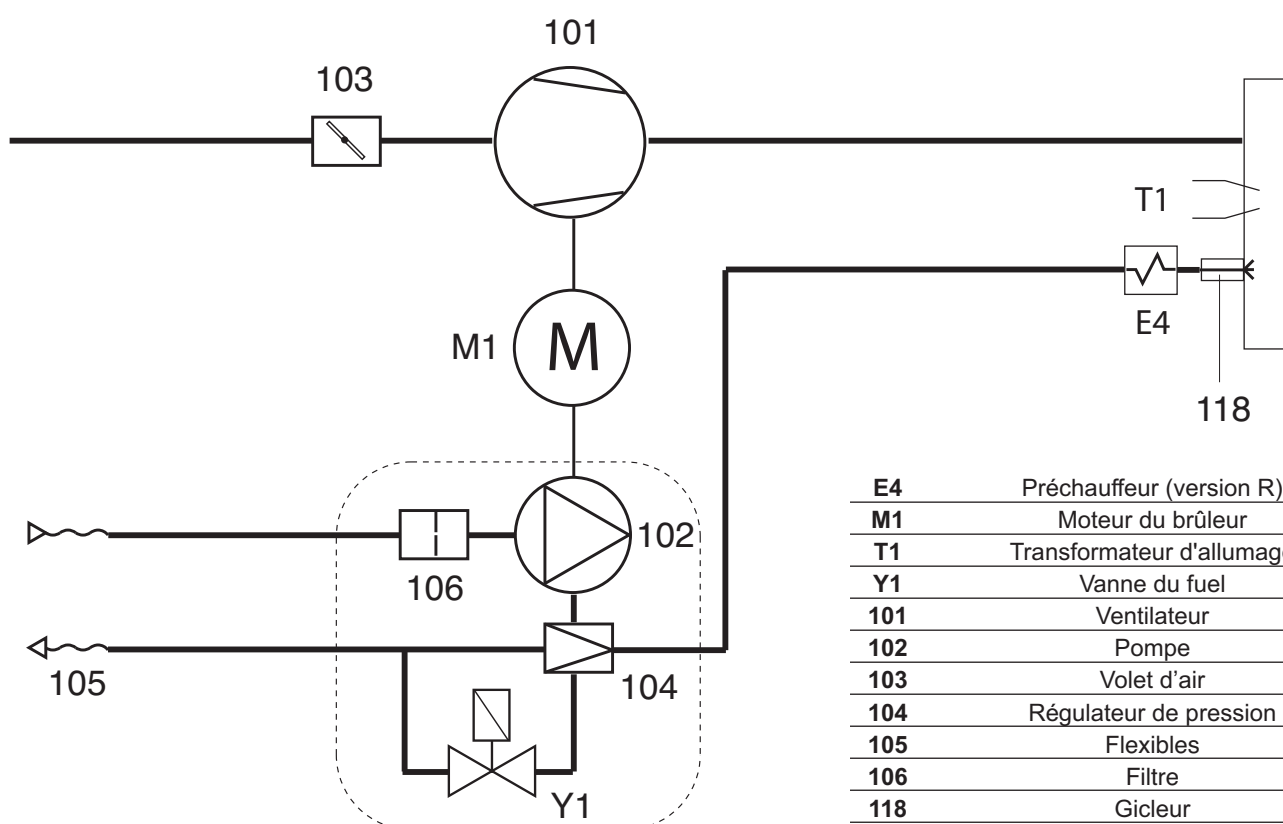 101
103
T1
M1
M
E4
118
102
106
105
104
Y1
E4 Préchauffeur (version R)
M1 Moteur du brûleur
T1 Transformateur d'allumag
Y1 Vanne du fuel
101 Ventilateur
102 Pompe
103 Volet d’air
104 Régulateur de pression
105 Flexibles
106 Filtre
118 Gicleur